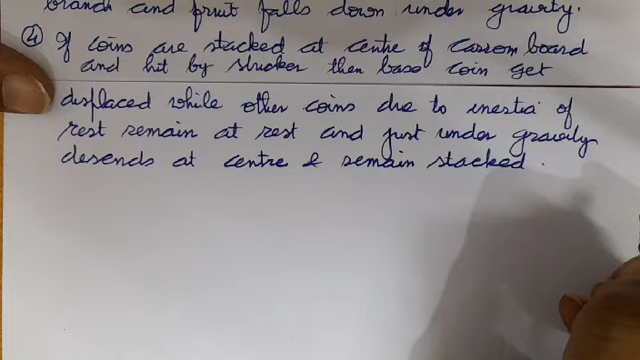 branch and fruit falls down under gravity.
④ If coins are stacked at centre of Carrom board
and hit by strucker then base coin get
displaced while other coins due to inestia of
rest remain at rest and just under gravity
desends at centre & remain stacked.